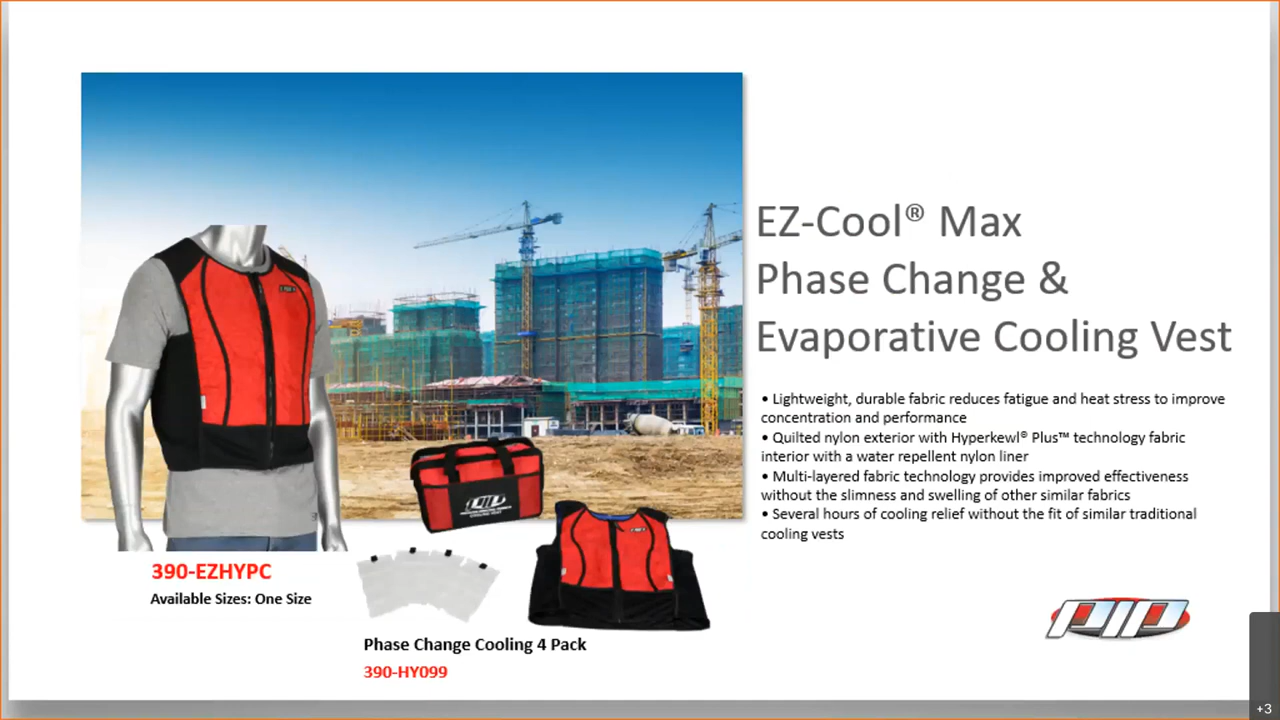 EZ-Cool® Max
Phase Change &
Evaporative Cooling Vest
• Lightweight, durable fabric reduces fatigue and heat stress to improve
concentration and performance
• Quilted nylon exterior with Hyperkewl® Plus™ technology fabric
interior with a water repellent nylon liner
• Multi-layered fabric technology provides improved effectiveness
without the slimness and swelling of other similar fabrics
• Several hours of cooling relief without the fit of similar traditional
cooling vests
390-EZHYPC
Available Sizes: One Size
PIP
Phase Change Cooling 4 Pack
390-HY099
PIP
+3